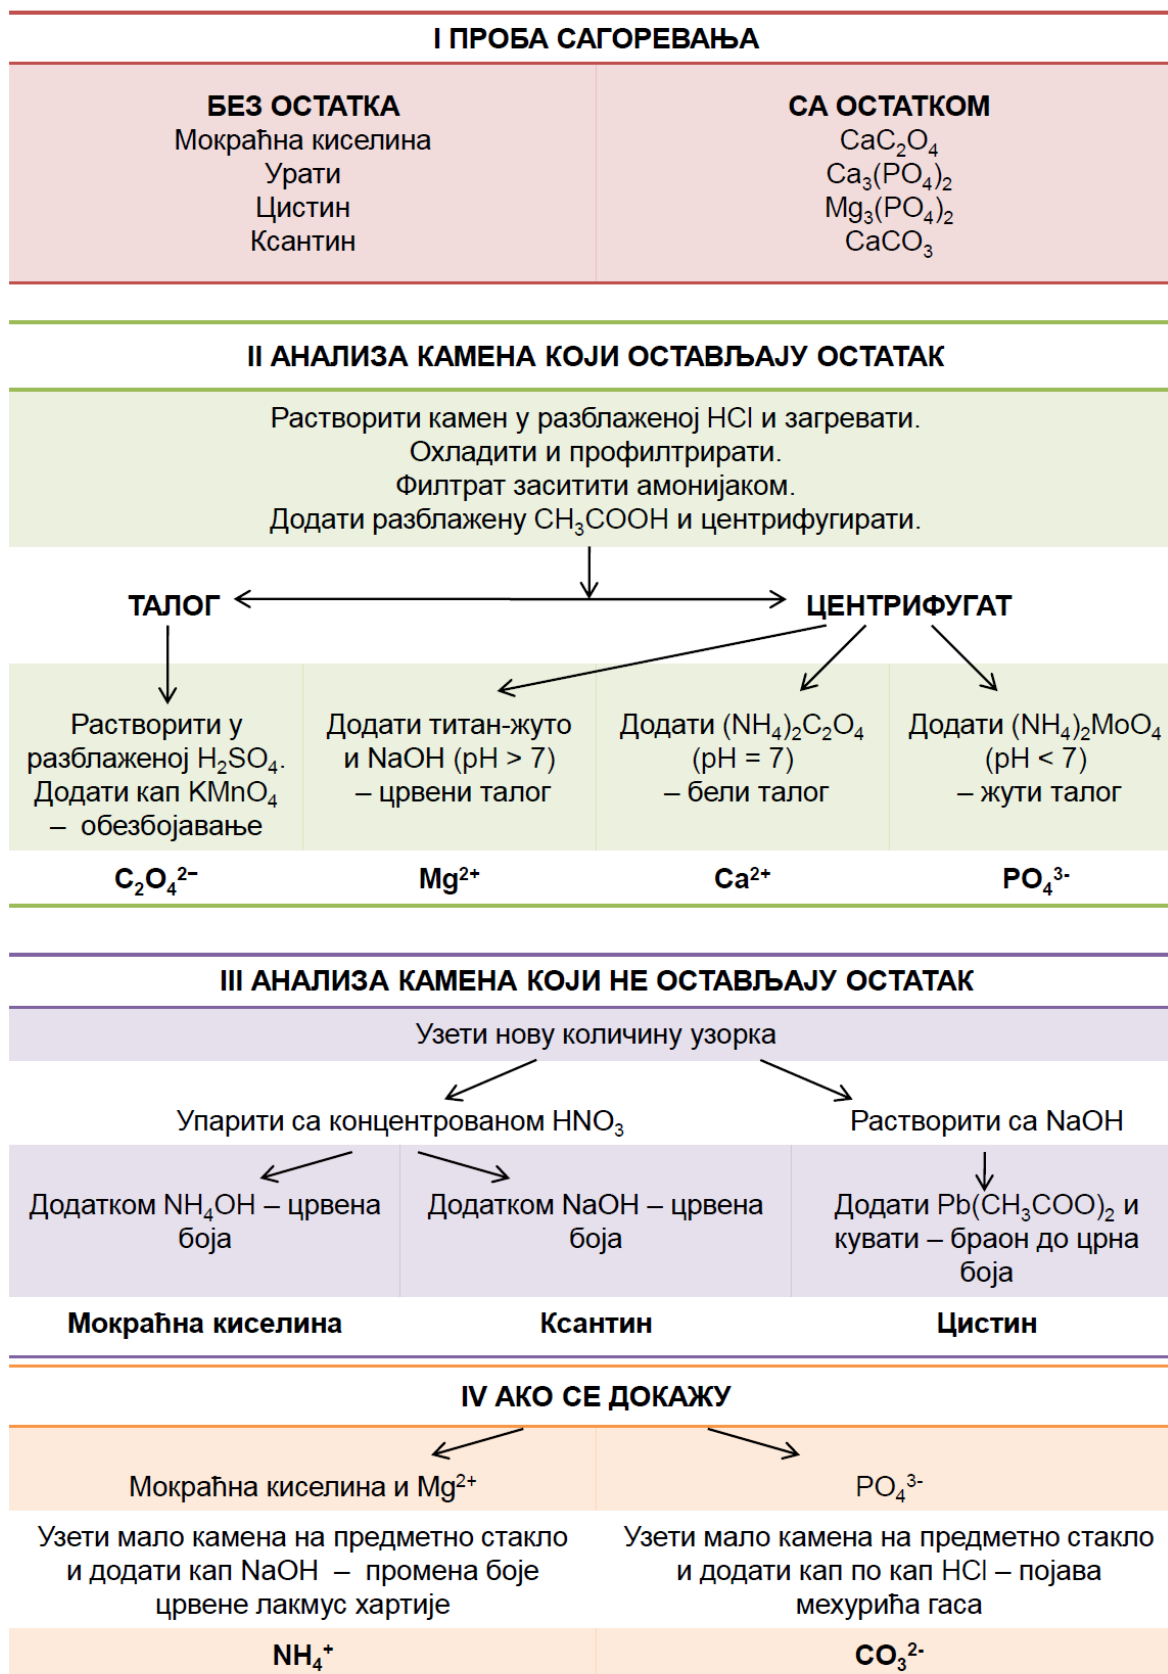 I ПРОБА САГОРЕВАЊА
БЕЗ ОСТАТКА
Мокраћна киселина
Урати
Цистин
Ксантин
СА ОСТАТКОМ
CaC₂O₄
Ca₃(PO₄)₂
Mg₃(PO₄)₂
CaCO₃
II АНАЛИЗА КАМЕНА КОЈИ ОСТАВЉАЈУ ОСТАТАК
Растворити камен у разблаженој HCl и загревати.
Охладити и профилтрирати.
Филтрат заситити амонијаком.
Додати разблажену CH₃COOH и центрифугирати.
ТАЛОГ
ЦЕНТРИФУГАТ
Растворити у
разблаженој H₂SO₄.
Додати кап KMnO₄
– обезбојавање
Додати титан-жуто
и NaOH (pH > 7)
– црвени талог
Додати (NH₄)₂C₂O₄
(pH = 7)
– бели талог
Додати (NH₄)₂MoO₄
(pH < 7)
– жути талог
C₂O₄²⁻
Mg²⁺
Ca²⁺
PO₄³⁻
III АНАЛИЗА КАМЕНА КОЈИ НЕ ОСТАВЉАЈУ ОСТАТАК
Узети нову количину узорка
Упарити са концентрованом HNO₃
Растворити са NaOH
Додатком NH₄OH – црвена
боја
Додатком NaOH – црвена
боја
Додати Pb(CH₃COO)₂ и
кувати – браон до црна
боја
Мокраћна киселина
Ксантин
Цистин
IV АКО СЕ ДОКАЖУ
Мокраћна киселина и Mg²⁺
PO₄³⁻
Узети мало камена на предметно стакло
и додати кап NaOH – промена боје
црвене лакмус хартије
Узети мало камена на предметно стакло
и додати кап по кап HCl – појава
мехурића гаса
NH₄⁺
CO₃²⁻